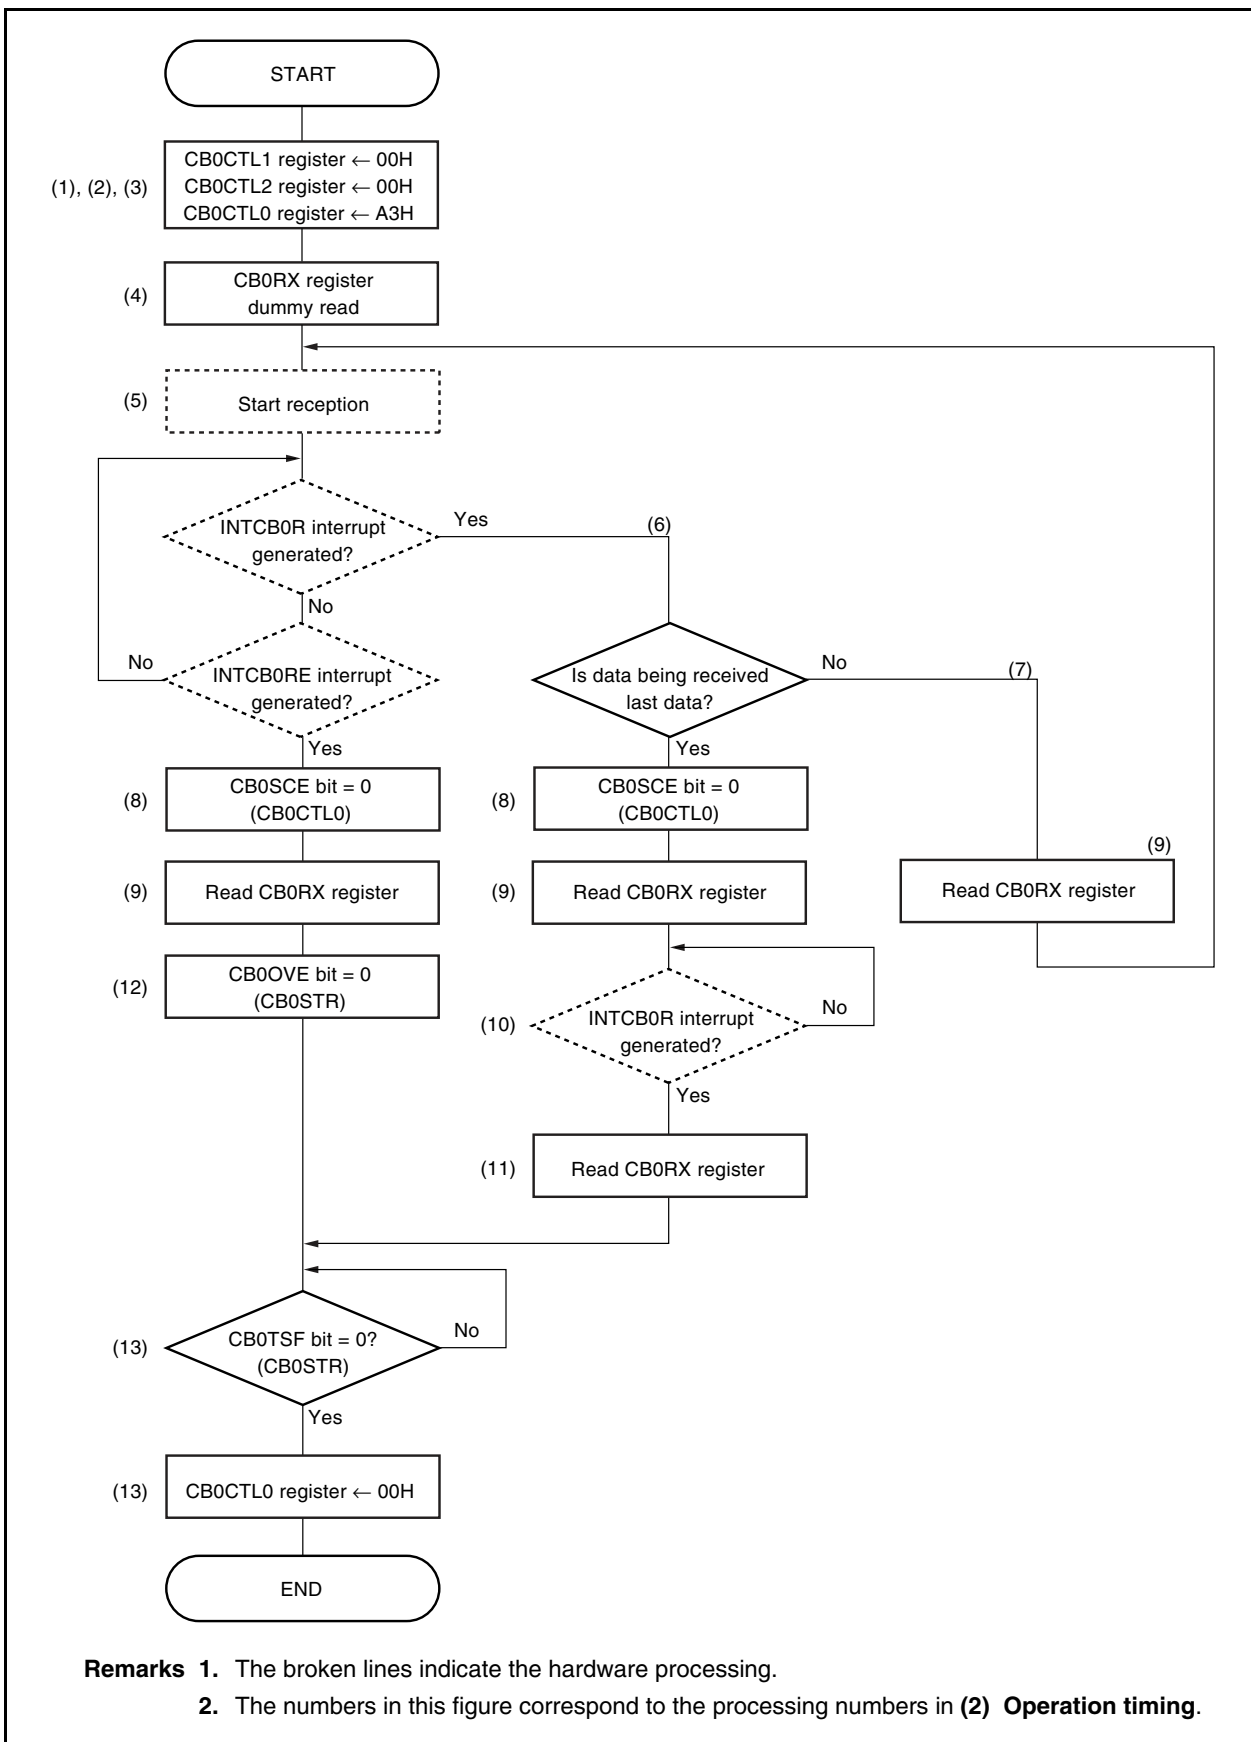 START
CB0CTL1 register ← 00H
(1), (2), (3)
CB0CTL2 register ← 00H
CB0CTL0 register ← A3H
CB0RX register
(4)
dummy read
(5)
Start reception
INTCB0R interrupt
generated?
Yes
(6)
No
INTCB0RE interrupt
generated?
No
Yes
Is data being received
last data?
No
(7)
Yes
(8)
CB0SCE bit = 0
(CB0CTL0)
(8)
CB0SCE bit = 0
(CB0CTL0)
(9)
Read CB0RX register
(9)
Read CB0RX register
(9)
Read CB0RX register
(12)
CB0OVE bit = 0
(CB0STR)
(10)
INTCB0R interrupt
generated?
No
Yes
(11)
Read CB0RX register
(13)
CB0TSF bit = 0?
(CB0STR)
No
Yes
(13)
CB0CTL0 register ← 00H
END
Remarks 1. The broken lines indicate the hardware processing.
2. The numbers in this figure correspond to the processing numbers in (2) Operation timing.